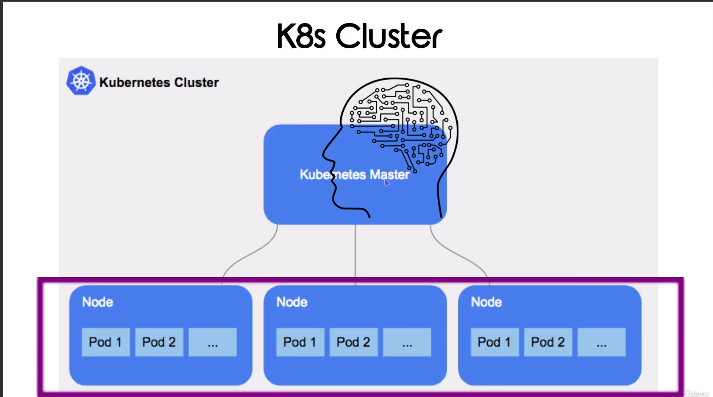 K8s Cluster
Kubernetes Cluster
Kubernetes Master
Node
Node
Node
Pod 1
Pod 2
...
Pod 1
Pod 2
...
Pod 1
Pod 2
...